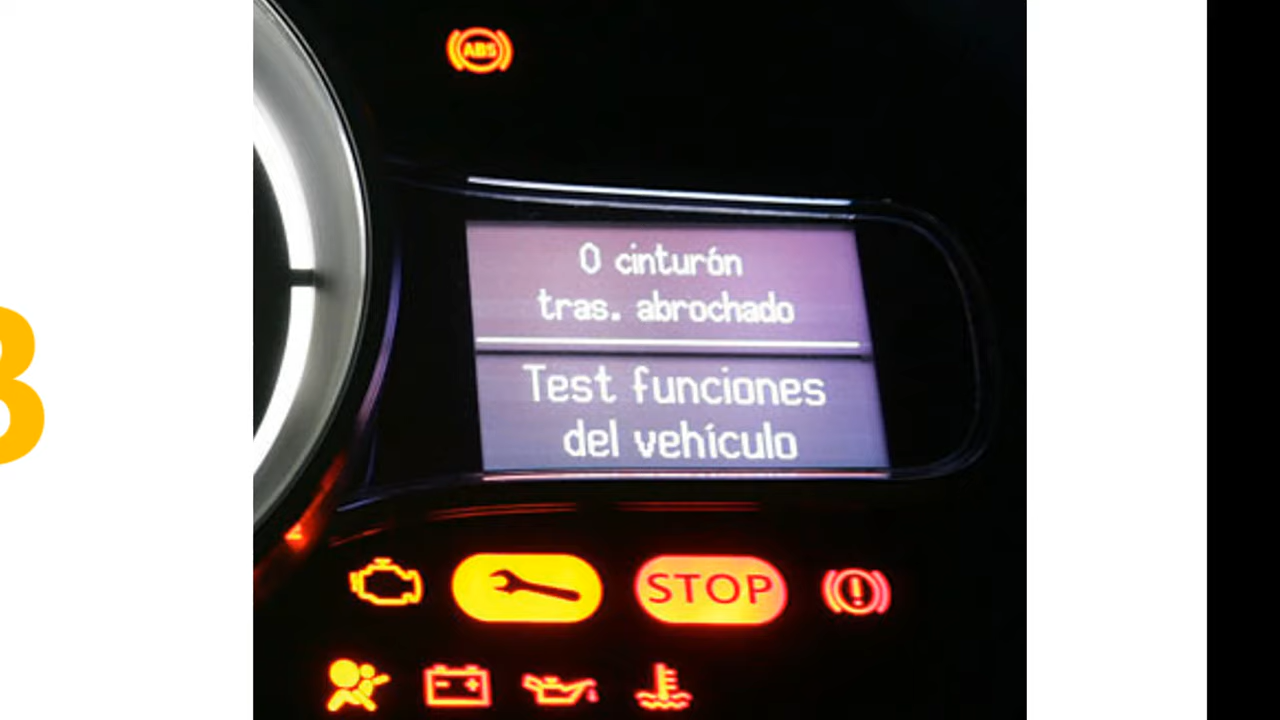 ABS
0 cinturón
tras. abrochado
Test funciones
del vehículo
STOP